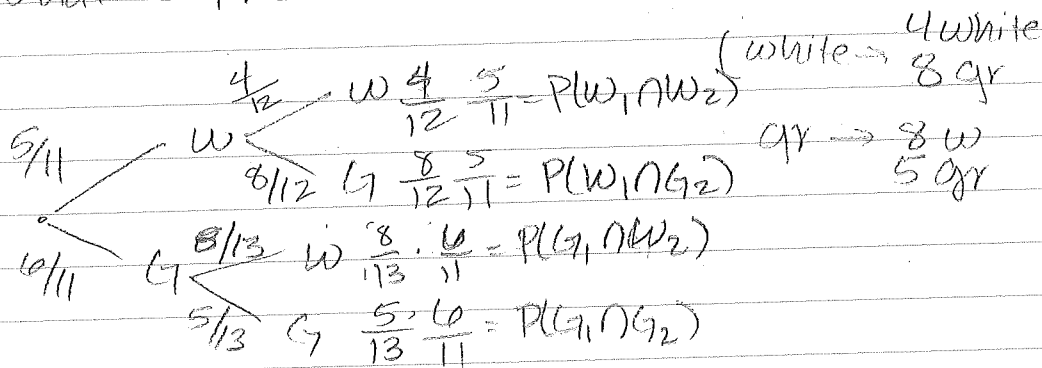 (white → 4 white
8 gr
4/12 W 4/12 5/11 = P(W₁∩W₂)
5/11 W gr → 8 w
5 gr
8/12 G 8/12 5/11 = P(W₁∩G₂)
6/11 G 8/13 W 8/13 · 6/11 = P(G₁∩W₂)
5/13 G 5/13 · 6/11 = P(G₁∩G₂)